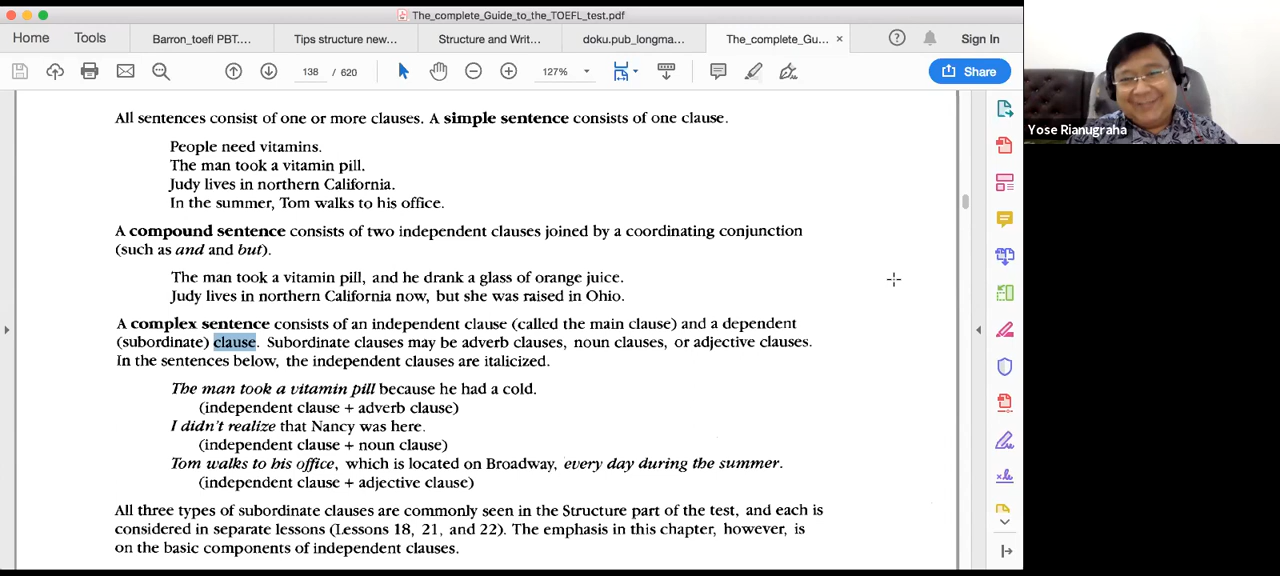 The_complete_Guide_to_the_TOEFL_test.pdf
Home Tools Barron_toefl PBT.... Tips structure new... Structure and Writ... doku.pub_longma... The_complete_Gu... × Sign In
138 / 620 127% Share
All sentences consist of one or more clauses. A simple sentence consists of one clause.
People need vitamins.
The man took a vitamin pill.
Judy lives in northern California.
In the summer, Tom walks to his office.
A compound sentence consists of two independent clauses joined by a coordinating conjunction
(such as and and but).
The man took a vitamin pill, and he drank a glass of orange juice.
Judy lives in northern California now, but she was raised in Ohio.
A complex sentence consists of an independent clause (called the main clause) and a dependent
(subordinate) clause. Subordinate clauses may be adverb clauses, noun clauses, or adjective clauses.
In the sentences below, the independent clauses are italicized.
The man took a vitamin pill because he had a cold.
(independent clause + adverb clause)
I didn't realize that Nancy was here.
(independent clause + noun clause)
Tom walks to his office, which is located on Broadway, every day during the summer.
(independent clause + adjective clause)
All three types of subordinate clauses are commonly seen in the Structure part of the test, and each is
considered in separate lessons (Lessons 18, 21, and 22). The emphasis in this chapter, however, is
on the basic components of independent clauses.
Yose Rianugraha